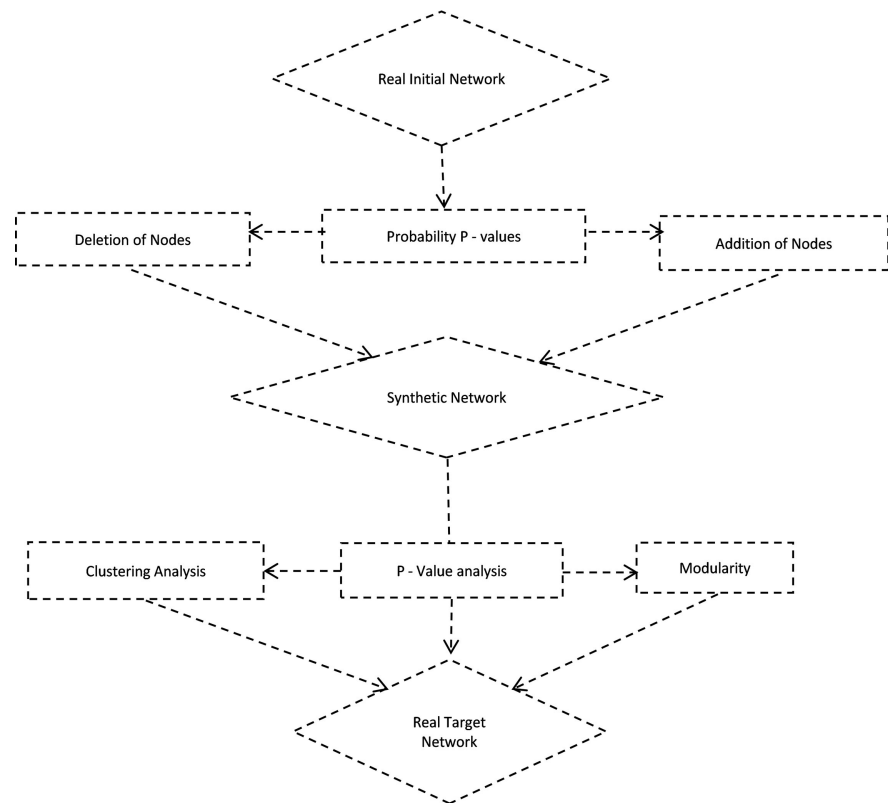 Real Initial Network
Deletion of Nodes
Probability P - values
Addition of Nodes
Synthetic Network
Clustering Analysis
P - Value analysis
Modularity
Real Target
Network